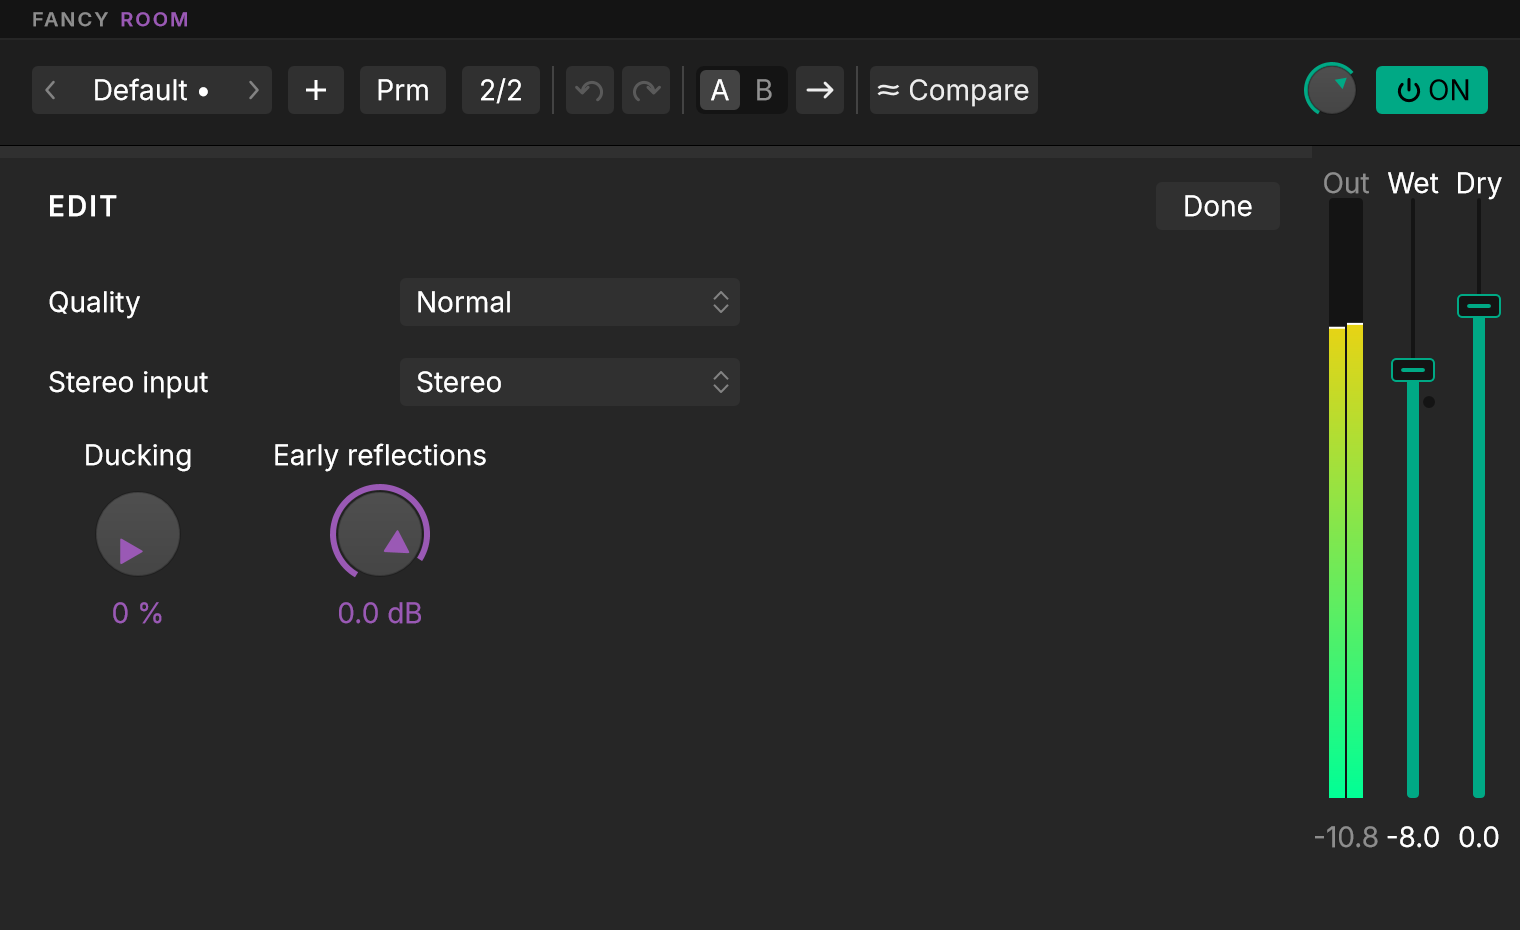 FANCY ROOM
Default •
+
Prm
2/2
A
B
≈ Compare
ON
EDIT
Done
Out
Wet
Dry
Quality
Normal
Stereo input
Stereo
Ducking
Early reflections
0 %
0.0 dB
-10.8
-8.0
0.0